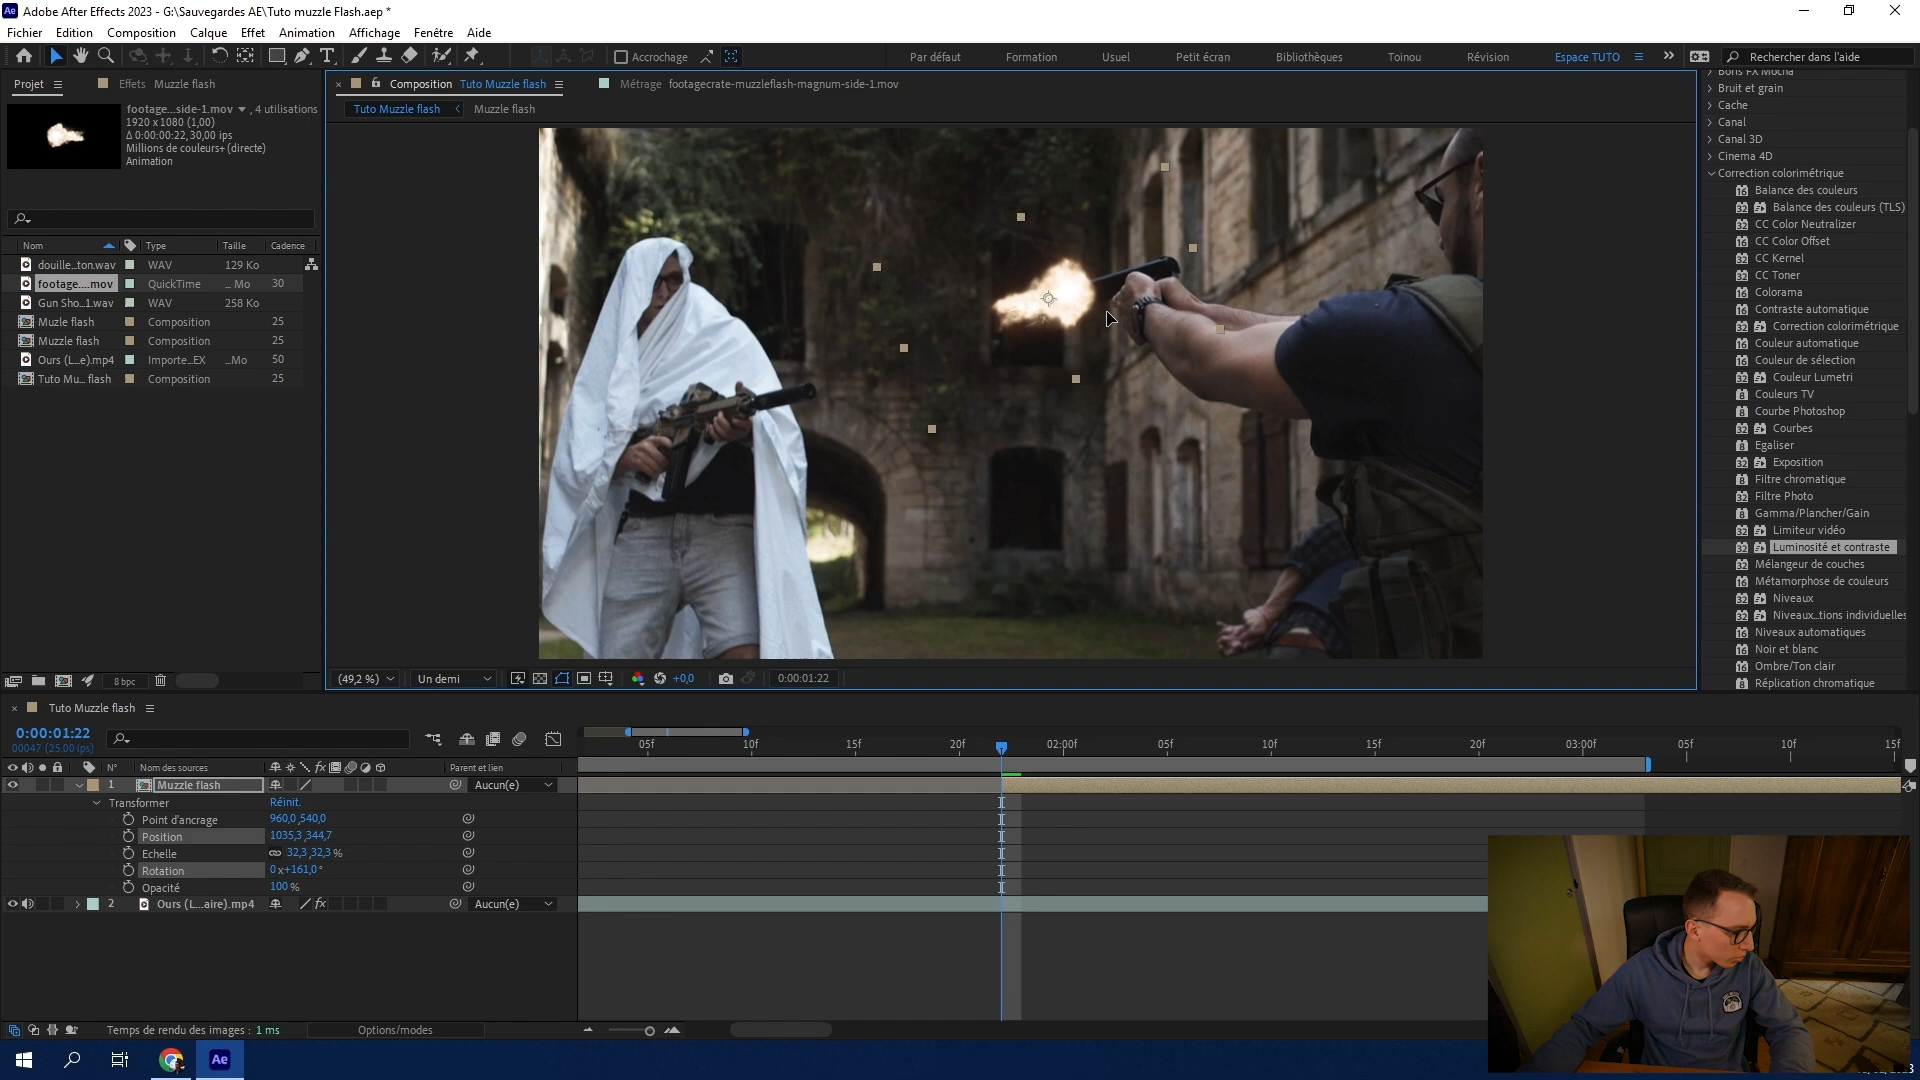 Adobe After Effects 2023 - G:\Sauvegardes AE\Tuto muzzle Flash.aep *
Fichier Edition Composition Calque Effet Animation Affichage Fenêtre Aide
Accrochage Par défaut Formation Usuel Petit écran Bibliothèques Toinou Révision Espace TUTO Rechercher dans l'aide
Projet Effets Muzzle flash
footage...side-1.mov , 4 utilisations
1920 x 1080 (1,00)
Δ 0:00:00:22, 30,00 ips
Millions de couleurs+ (directe)
Animation
Nom Type Taille Cadence
douille_ton.wav WAV 129 Ko
footage....mov QuickTime ... Mo 30
Gun Sho...1.wav WAV 258 Ko
Muzle flash Composition 25
Muzzle flash Composition 25
Ours (L...e).mp4 Importe...EX ...Mo 50
Tuto Mu... flash Composition 25
8 bpc
Composition Tuto Muzzle flash Métrage footagecrate-muzzleflash-magnum-side-1.mov
Tuto Muzzle flash Muzzle flash
(49,2 %) Un demi +0,0 0:00:01:22
Boris FX Mocha
Bruit et grain
Cache
Canal
Canal 3D
Cinema 4D
Correction colorimétrique
Balance des couleurs
Balance des couleurs (TLS)
CC Color Neutralizer
CC Color Offset
CC Kernel
CC Toner
Colorama
Contraste automatique
Correction colorimétrique
Couleur automatique
Couleur de sélection
Couleur Lumetri
Couleurs TV
Courbe Photoshop
Courbes
Egaliser
Exposition
Filtre chromatique
Filtre Photo
Gamma/Plancher/Gain
Limiteur vidéo
Luminosité et contraste
Mélangeur de couches
Métamorphose de couleurs
Niveaux
Niveaux...tions individuelles
Niveaux automatiques
Noir et blanc
Ombre/Ton clair
Réplication chromatique
Tuto Muzzle flash
0:00:01:22
00047 (25.00 ips)
05f 10f 15f 20f 02:00f 05f 10f 15f 20f 03:00f 05f 10f 15f
N° Nom des sources fx Parent et lien
1 Muzzle flash Aucun(e)
Transformer Réinit.
Point d'ancrage 960,0,540,0
Position 1035,3,344,7
Echelle 32,3,32,3 %
Rotation 0x+161,0°
Opacité 100 %
2 Ours (L...aire).mp4 fx Aucun(e)
Temps de rendu des images : 1 ms Options/modes
Ae